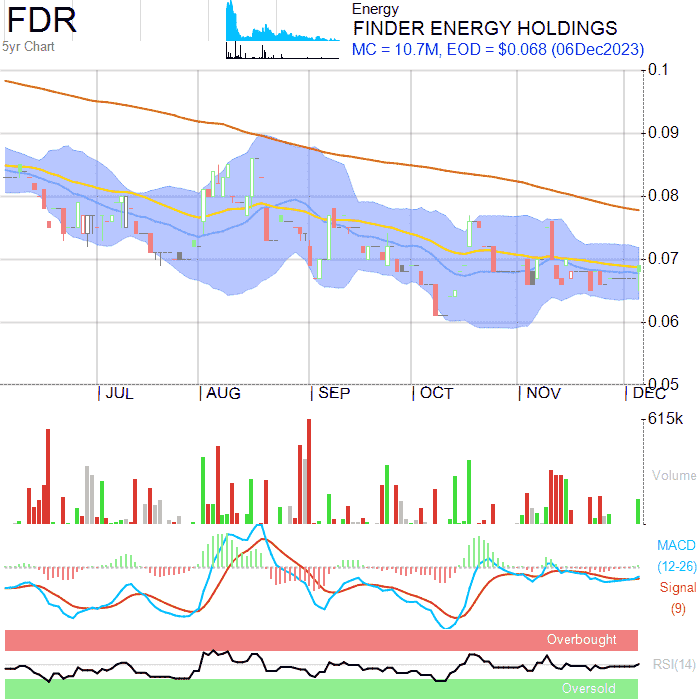 FDR
5yr Chart
Energy
FINDER ENERGY HOLDINGS
MC = 10.7M, EOD = $0.068 (06Dec2023)
0.1
0.09
0.08
0.07
0.06
0.05
JUL AUG SEP OCT NOV DEC
615k
Volume
MACD
(12-26)
Signal
(9)
Overbought
RSI(14)
Oversold